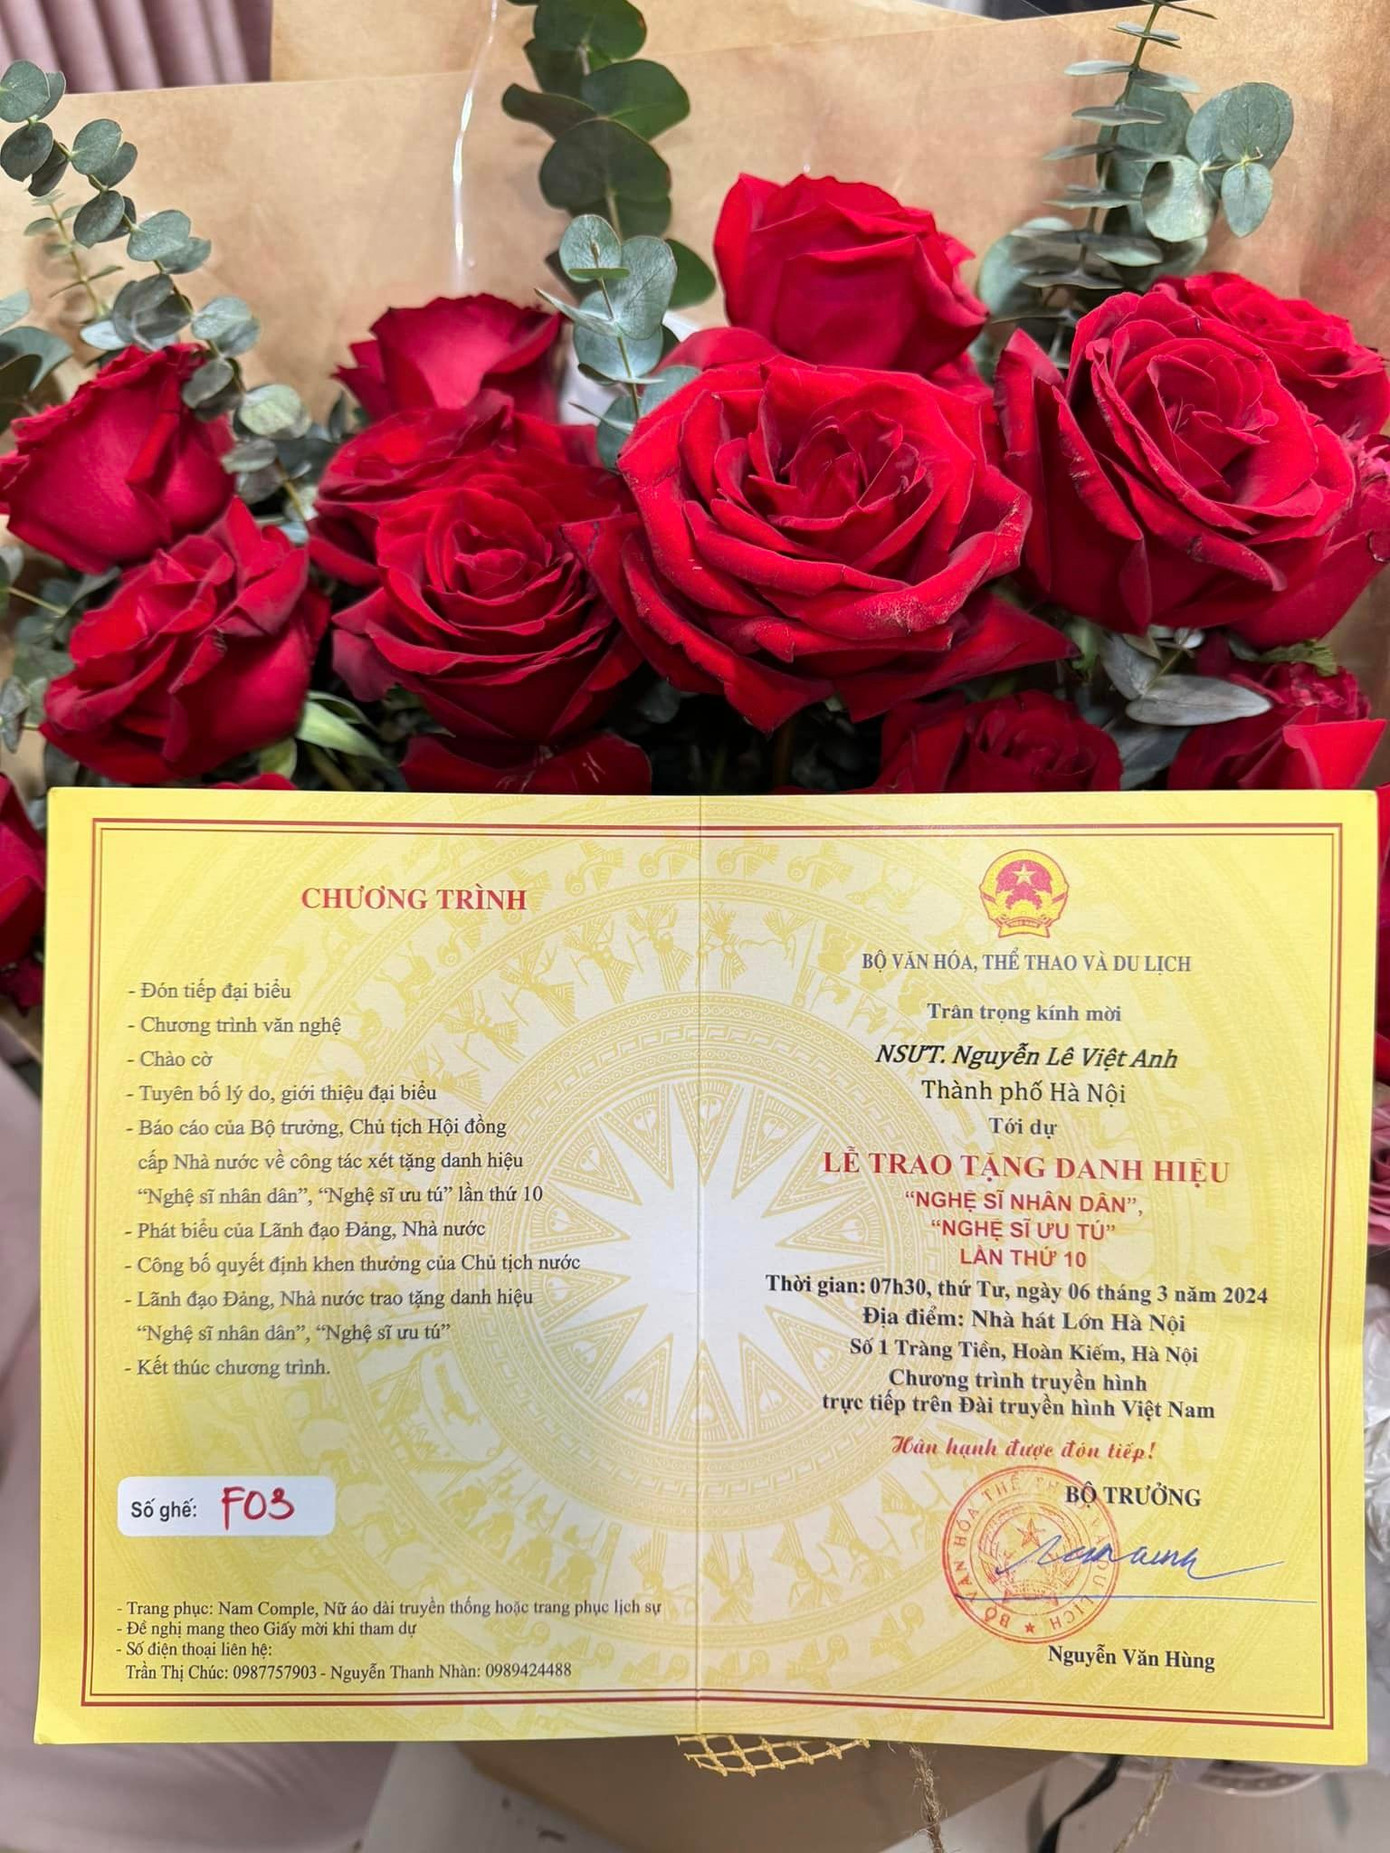 CHƯƠNG TRÌNH
- Đón tiếp đại biểu
- Chương trình văn nghệ
- Chào cờ
- Tuyên bố lý do, giới thiệu đại biểu
- Báo cáo của Bộ trưởng, Chủ tịch Hội đồng
cấp Nhà nước về công tác xét tặng danh hiệu
“Nghệ sĩ nhân dân”, “Nghệ sĩ ưu tú” lần thứ 10
- Phát biểu của Lãnh đạo Đảng, Nhà nước
- Công bố quyết định khen thưởng của Chủ tịch nước
- Lãnh đạo Đảng, Nhà nước trao tặng danh hiệu
“Nghệ sĩ nhân dân”, “Nghệ sĩ ưu tú”
- Kết thúc chương trình.
Số ghế: F03
- Trang phục: Nam Comple, Nữ áo dài truyền thống hoặc trang phục lịch sự
- Đề nghị mang theo Giấy mời khi tham dự
- Số điện thoại liên hệ:
Trần Thị Chúc: 0987757903 - Nguyễn Thanh Nhàn: 0989424488
BỘ VĂN HÓA, THỂ THAO VÀ DU LỊCH
Trân trọng kính mời
NSƯT. Nguyễn Lê Việt Anh
Thành phố Hà Nội
Tới dự
LỄ TRAO TẶNG DANH HIỆU
“NGHỆ SĨ NHÂN DÂN”,
“NGHỆ SĨ ƯU TÚ”
LẦN THỨ 10
Thời gian: 07h30, thứ Tư, ngày 06 tháng 3 năm 2024
Địa điểm: Nhà hát Lớn Hà Nội
Số 1 Tràng Tiền, Hoàn Kiếm, Hà Nội
Chương trình truyền hình
trực tiếp trên Đài truyền hình Việt Nam
Hân hạnh được đón tiếp!
BỘ TRƯỞNG
BỘ VĂN HÓA THỂ THAO VÀ DU LỊCH
Nguyễn Văn Hùng